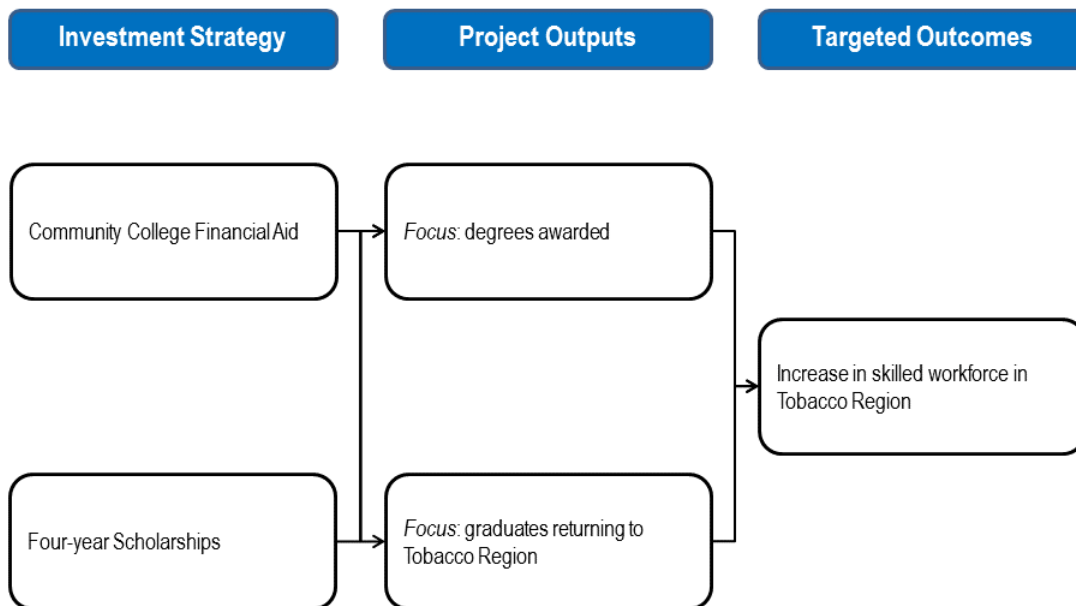 Investment Strategy
Project Outputs
Targeted Outcomes
Community College Financial Aid
Focus: degrees awarded
Increase in skilled workforce in
Tobacco Region
Four-year Scholarships
Focus: graduates returning to
Tobacco Region